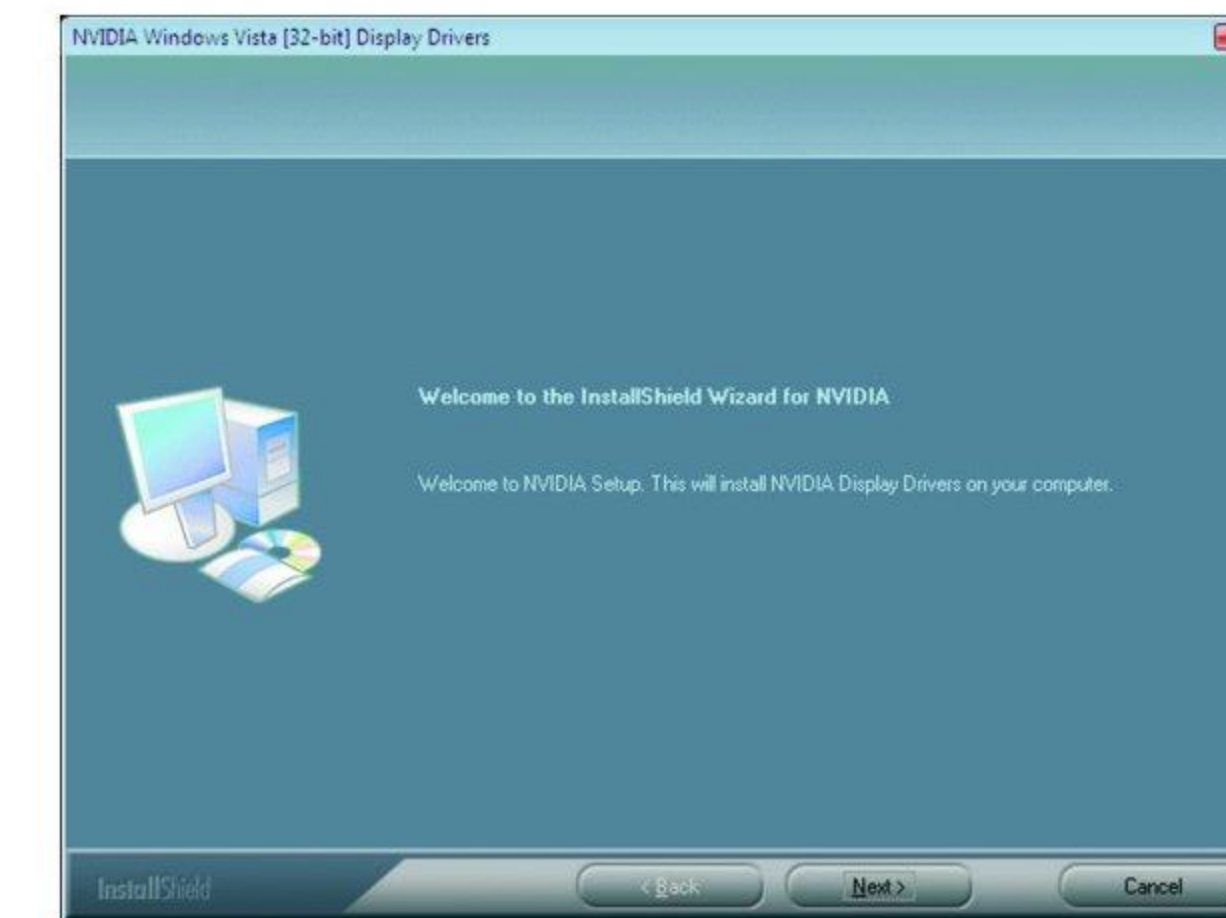 NVIDIA Windows Vista [32-bit] Display Drivers
Welcome to the InstallShield Wizard for NVIDIA
Welcome to NVIDIA Setup. This will install NVIDIA Display Drivers on your computer.
InstallShield
< Back
Next >
Cancel